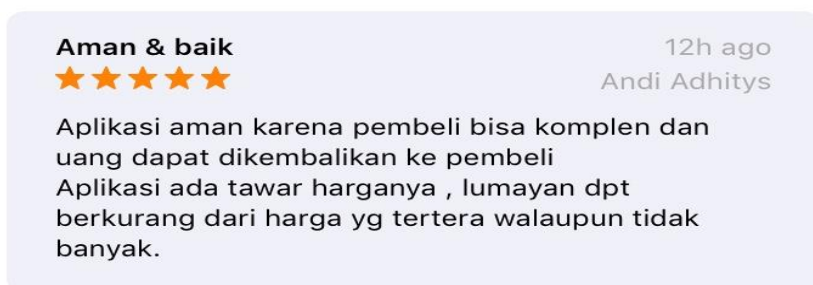 Aman & baik
12h ago
Andi Adhitys
Aplikasi aman karena pembeli bisa komplen dan
uang dapat dikembalikan ke pembeli
Aplikasi ada tawar harganya , lumayan dpt
berkurang dari harga yg tertera walaupun tidak
banyak.